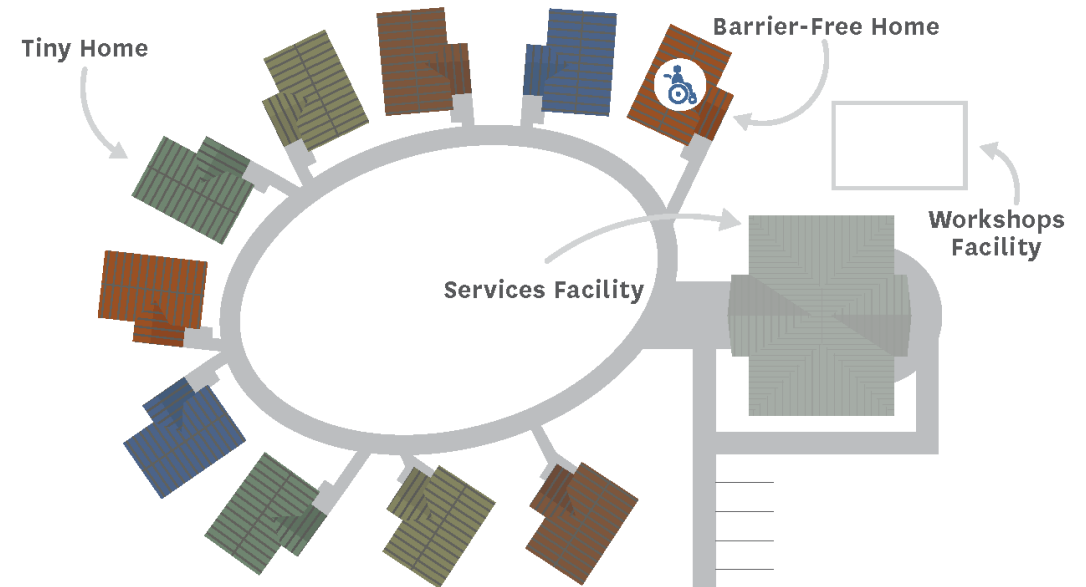 Barrier-Free Home
Tiny Home
Workshops
Facility
Services Facility